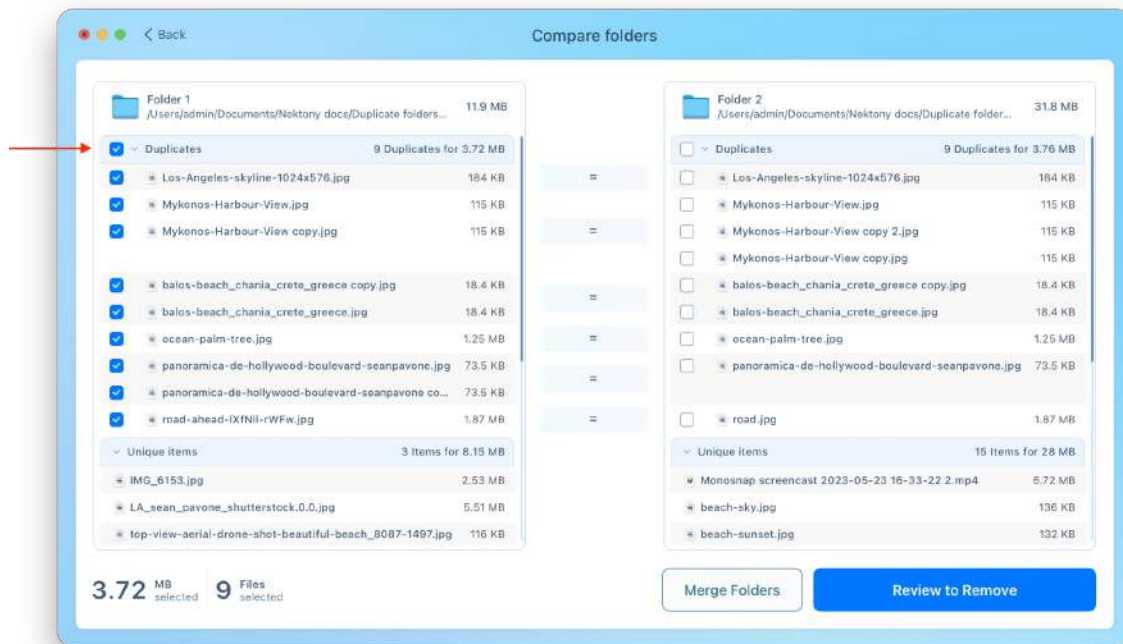 Back
Compare folders
Folder 1
/Users/admin/Documents/Nektony docs/Duplicate folders...
11.9 MB
Duplicates
9 Duplicates for 3.72 MB
Los-Angeles-skyline-1024x576.jpg 184 KB
Mykonos-Harbour-View.jpg 115 KB
Mykonos-Harbour-View copy.jpg 115 KB
balos-beach_chania_crete_greece copy.jpg 18.4 KB
balos-beach_chania_crete_greece.jpg 18.4 KB
ocean-palm-tree.jpg 1.25 MB
panoramica-de-hollywood-boulevard-seanpavone.jpg 73.5 KB
panoramica-de-hollywood-boulevard-seanpavone co... 73.5 KB
road-ahead-IXfNiI-rWFw.jpg 1.87 MB
Unique items 3 Items for 8.15 MB
IMG_6153.jpg 2.53 MB
LA_sean_pavone_shutterstock.0.0.jpg 5.51 MB
top-view-aerial-drone-shot-beautiful-beach_8087-1497.jpg 116 KB
=
=
=
=
=
=
Folder 2
/Users/admin/Documents/Nektony docs/Duplicate folder...
31.8 MB
Duplicates
9 Duplicates for 3.76 MB
Los-Angeles-skyline-1024x576.jpg 184 KB
Mykonos-Harbour-View.jpg 115 KB
Mykonos-Harbour-View copy 2.jpg 115 KB
Mykonos-Harbour-View copy.jpg 115 KB
balos-beach_chania_crete_greece copy.jpg 18.4 KB
balos-beach_chania_crete_greece.jpg 18.4 KB
ocean-palm-tree.jpg 1.25 MB
panoramica-de-hollywood-boulevard-seanpavone.jpg 73.5 KB
road.jpg 1.87 MB
Unique items 15 Items for 28 MB
Monosnap screencast 2023-05-23 16-33-22 2.mp4 6.72 MB
beach-sky.jpg 136 KB
beach-sunset.jpg 132 KB
3.72 MB selected
9 Files selected
Merge Folders
Review to Remove